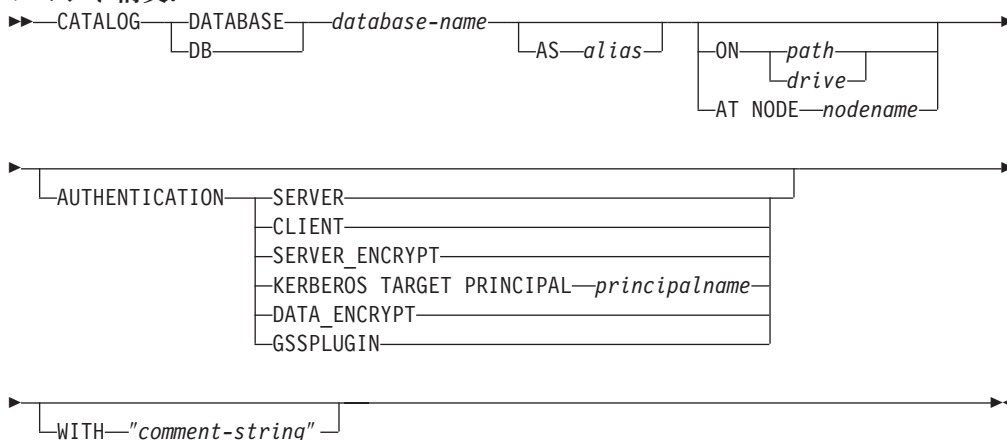 CATALOG DATABASE database-name AS alias ON path
DB drive
AT NODE nodename
AUTHENTICATION SERVER
CLIENT
SERVER_ENCRYPT
KERBEROS TARGET PRINCIPAL principalname
DATA_ENCRYPT
GSSPLUGIN
WITH "comment-string"